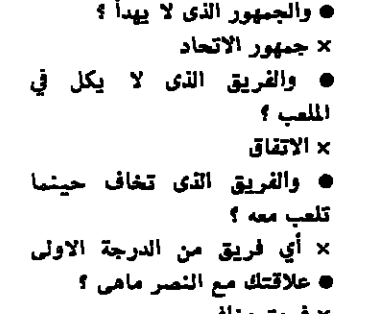 ● والجمهور الذى لا يهدأ ؟
× جمهور الاتحاد
● والفريق الذى لا يكل في
الملعب ؟
× الاتفاق
● والفريق الذى تخاف حينما
تلعب معه ؟
× أي فريق من الدرجة الاولى
● علاقتك مع النصر ماهى ؟